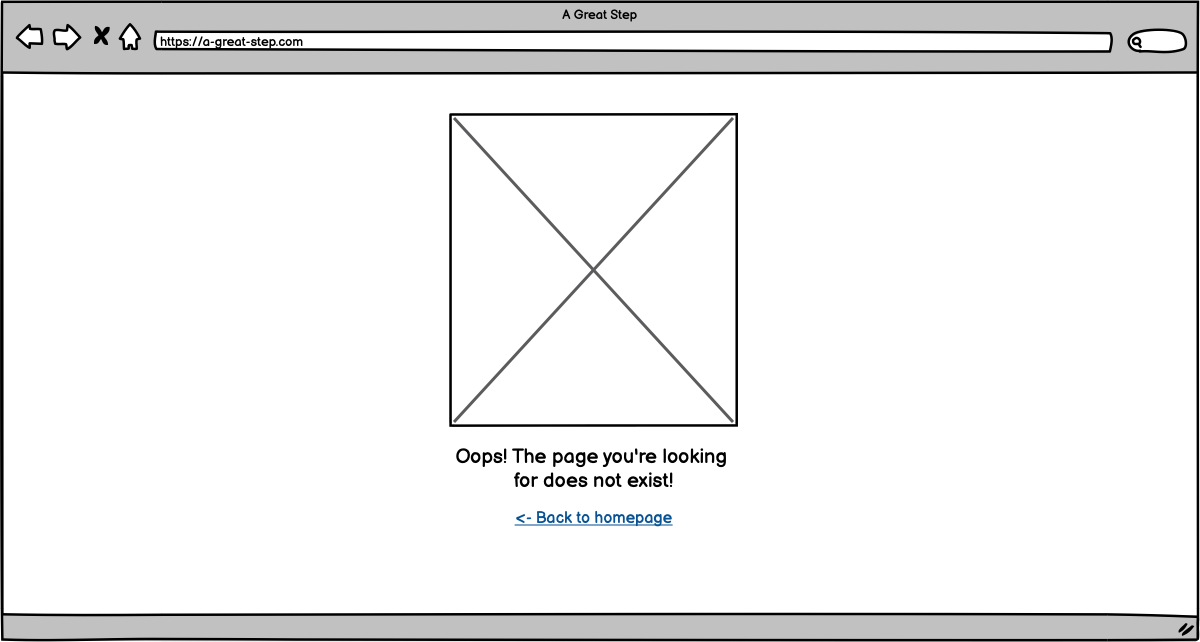 A Great Step
https://a-great-step.com
Oops! The page you're looking
for does not exist!
<- Back to homepage